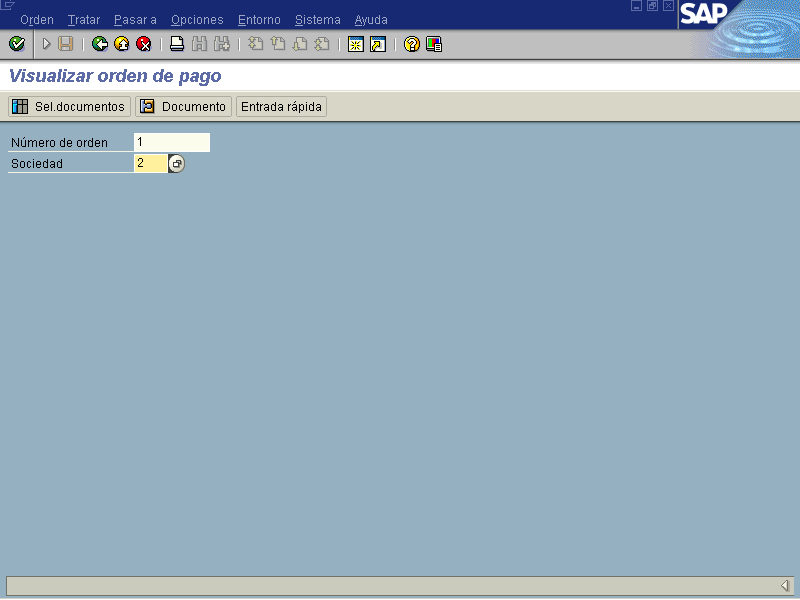 Orden Tratar Pasar a Opciones Entorno Sistema Ayuda
SAP
Visualizar orden de pago
Sel.documentos Documento Entrada rápida
Número de orden 1
Sociedad 2